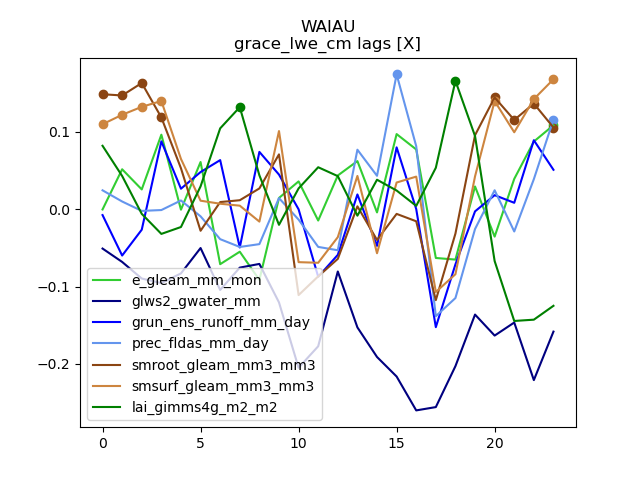 WAIAU
grace_lwe_cm lags [X]
0.1
0.0
−0.1
−0.2
e_gleam_mm_mon
glws2_gwater_mm
grun_ens_runoff_mm_day
prec_fldas_mm_day
smroot_gleam_mm3_mm3
smsurf_gleam_mm3_mm3
lai_gimms4g_m2_m2
0 5 10 15 20